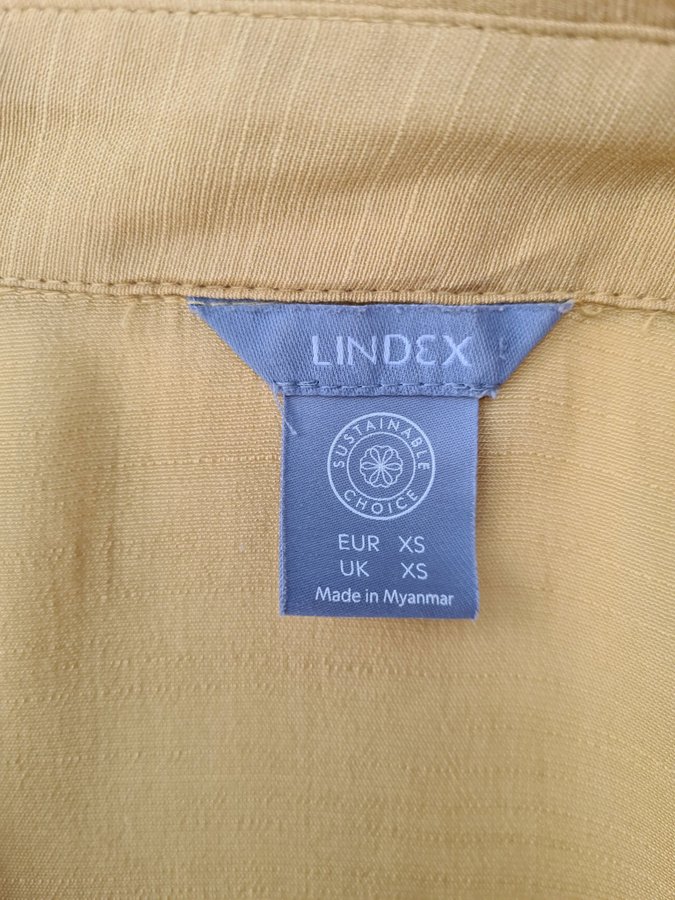 LINDEX
SUSTAINABLE
CHOICE
EUR XS
UK XS
Made in Myanmar